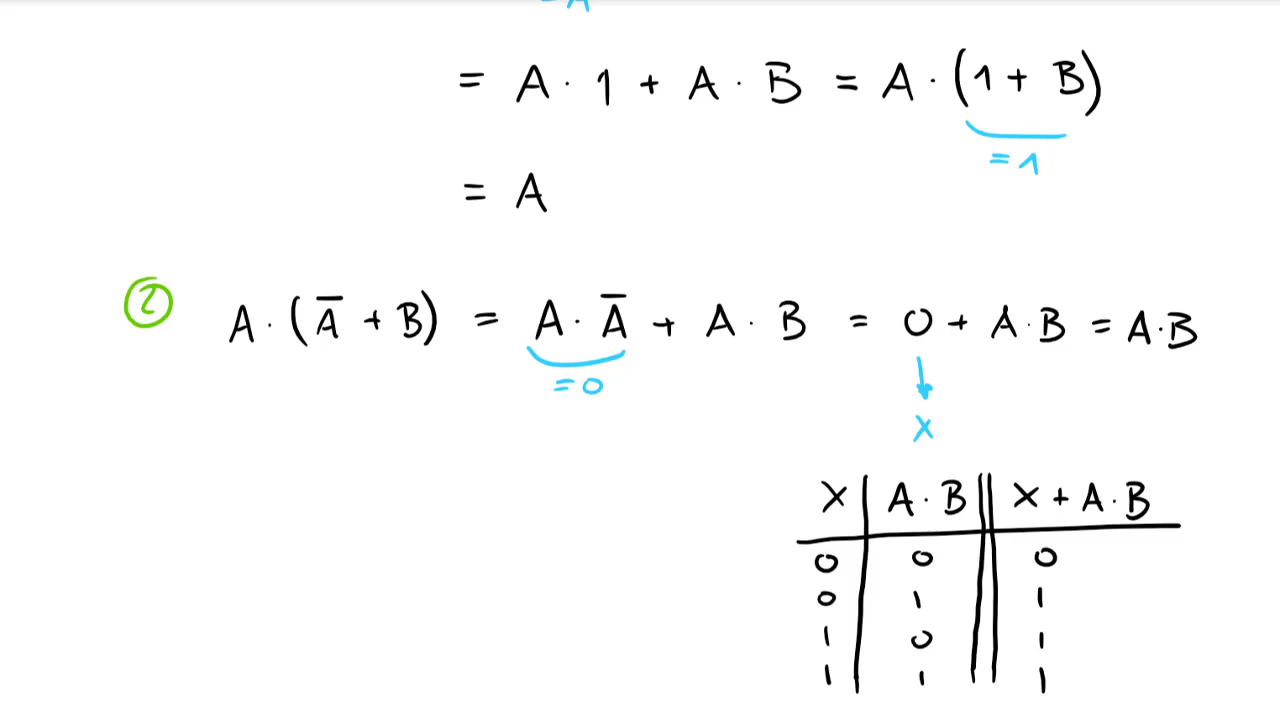 = A
= A · 1 + A · B = A · (1 + B)
= 1
= A
② A · (A̅ + B) = A · A̅ + A · B = 0 + A · B = A · B
= 0
x
X | A · B || X + A · B
0 | 0 || 0
0 | 1 || 1
1 | 0 || 1
1 | 1 || 1